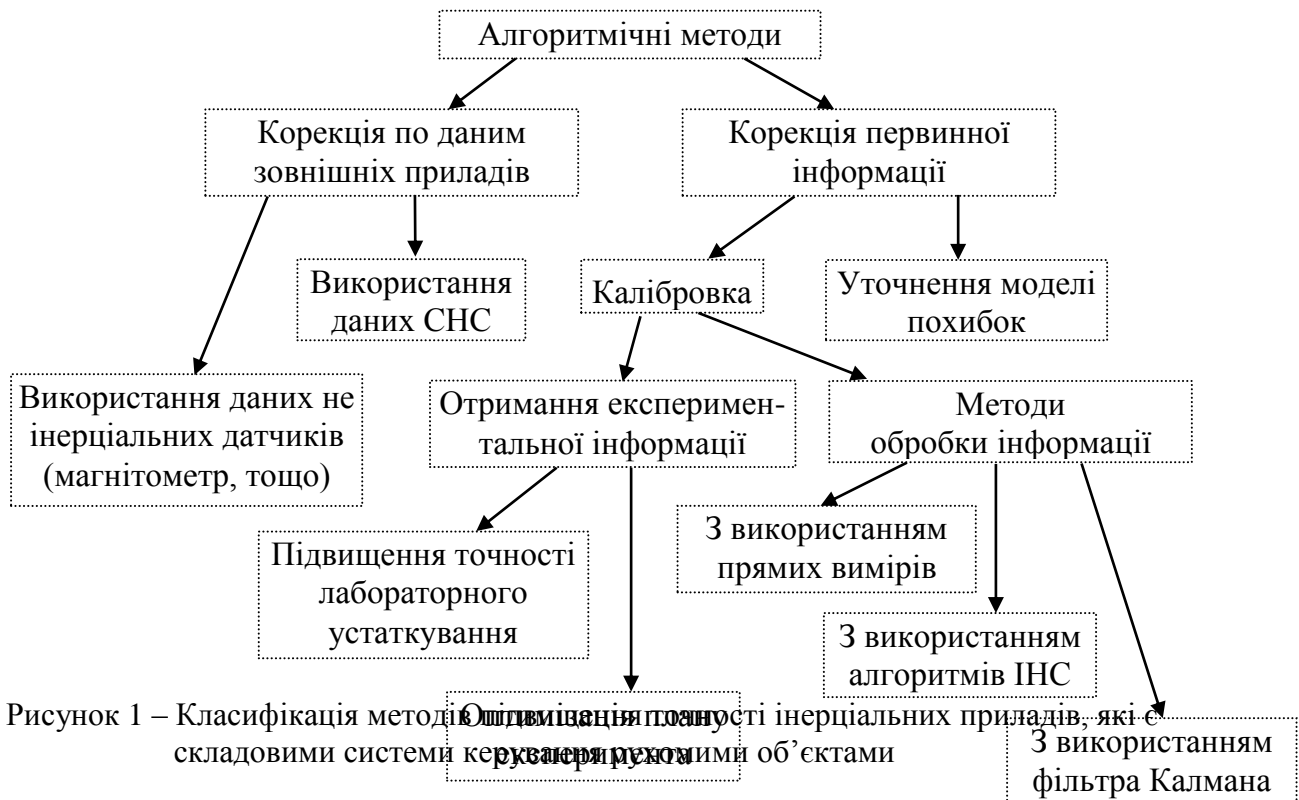 Алгоритмічні методи
Корекція по даним
зовнішніх приладів
Корекція первинної
інформації
Використання
даних СНС
Калібровка
Уточнення моделі
похибок
Використання даних не
інерціальних датчиків
(магнітометр, тощо)
Отримання експеримен-
тальної інформації
Методи
обробки інформації
Підвищення точності
лабораторного
устаткування
З використанням
прямих вимірів
З використанням
алгоритмів ІНС
Оптимізація плану
експеримента
З використанням
фільтра Калмана
Рисунок 1 – Класифікація методів підвищення точності інерціальних приладів, які є
складовими системи керування рухомими об’єктами